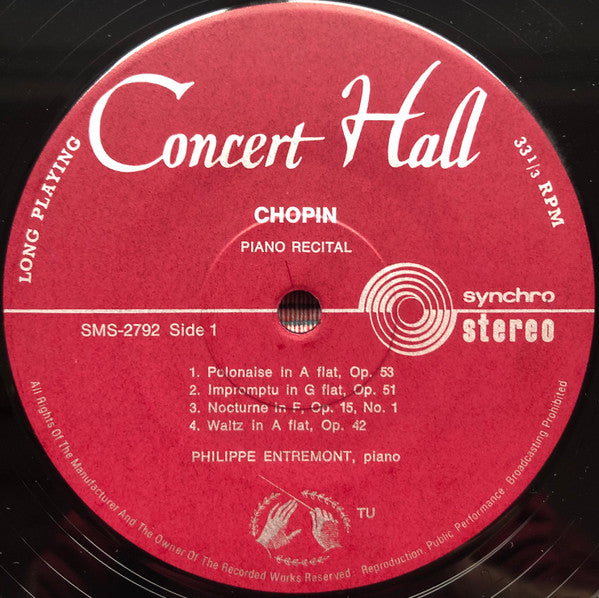 Concert Hall
LONG PLAYING
33 1/3 RPM
CHOPIN
PIANO RECITAL
synchro
stereo
SMS-2792 Side 1
1. Polonaise in A flat, Op. 53
2. Impromptu in G flat, Op. 51
3. Nocturne in F, Op. 15, No. 1
4. Waltz in A flat, Op. 42
PHILIPPE ENTREMONT, piano
TU
All Rights Of The Manufacturer And The Owner Of The Recorded Works Reserved · Reproduction, Public Performance, Broadcasting Prohibited